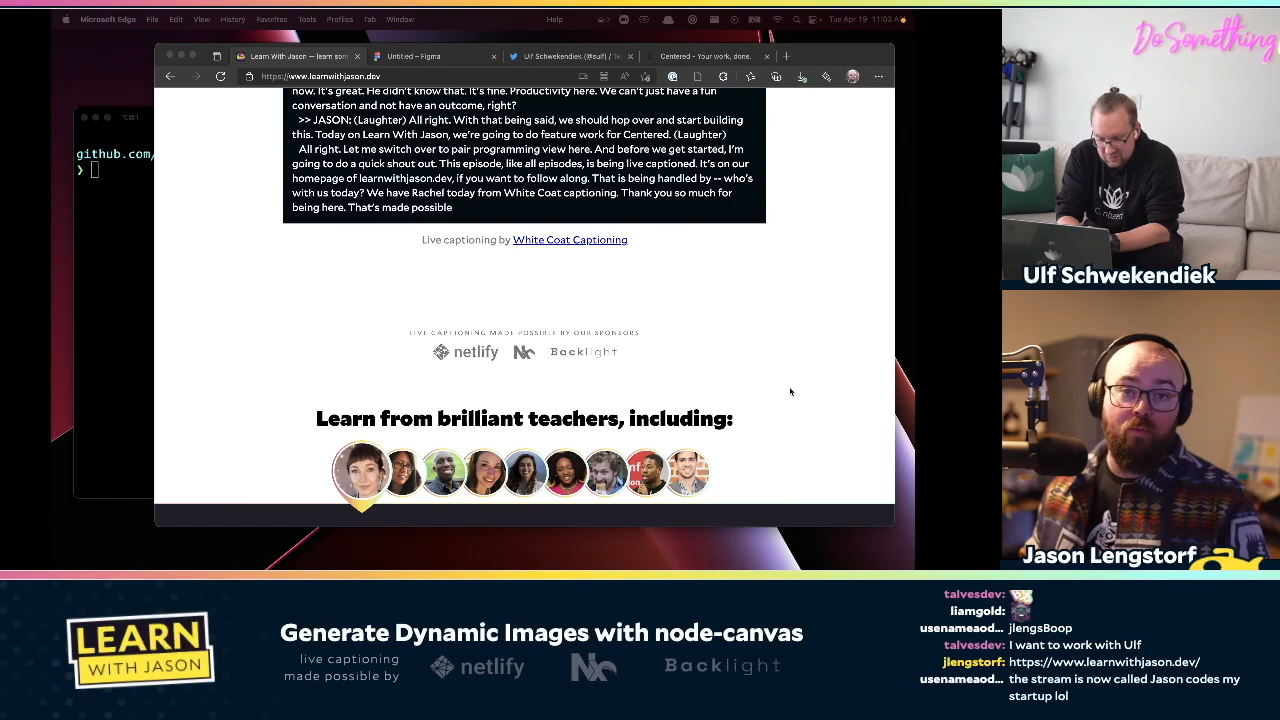 Microsoft Edge File Edit View History Favorites Tools Profiles Tab Window Help Tue Apr 19 11:03 A
Learn With Jason — learn som
Untitled – Figma
Ulf Schwekendiek (@sulf) / Tw
Centered - Your work, done.
https://www.learnwithjason.dev
⌥⌘1
github.com/
now. It's great. He didn't know that. It's fine. Productivity here. We can't just have a fun
conversation and not have an outcome, right?
>> JASON: (Laughter) All right. With that being said, we should hop over and start building
this. Today on Learn With Jason, we're going to do feature work for Centered. (Laughter)
All right. Let me switch over to pair programming view here. And before we get started, I'm
going to do a quick shout out. This episode, like all episodes, is being live captioned. It's on our
homepage of learnwithjason.dev, if you want to follow along. That is being handled by -- who's
with us today? We have Rachel today from White Coat captioning. Thank you so much for
being here. That's made possible
Live captioning by White Coat Captioning
LIVE CAPTIONING MADE POSSIBLE BY OUR SPONSORS
netlify Nx Backlight
Learn from brilliant teachers, including:
DoSomething
Centered
Ulf Schwekendiek
Jason Lengstorf
LEARN
WITH JASON
Generate Dynamic Images with node-canvas
live captioning
made possible by
netlify Nx Backlight
talvesdev:
liamgold:
usenameaod... jlengsBoop
talvesdev: I want to work with Ulf
jlengstorf: https://www.learnwithjason.dev/
usenameaod... the stream is now called Jason codes my
startup lol